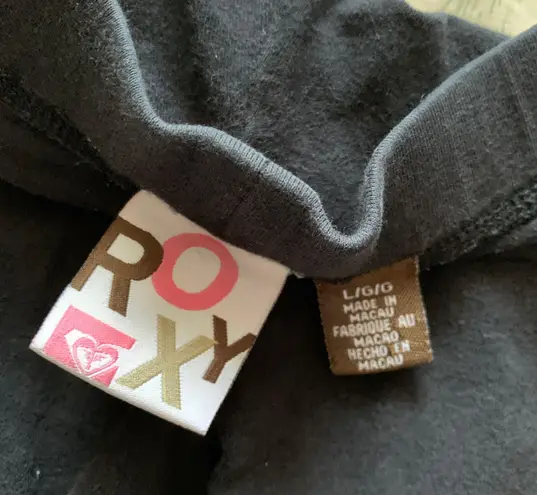 RO
XY
L/G/G
MADE IN
MACAU
FABRIQUE AU
MACAO
HECHO EN
MACAU